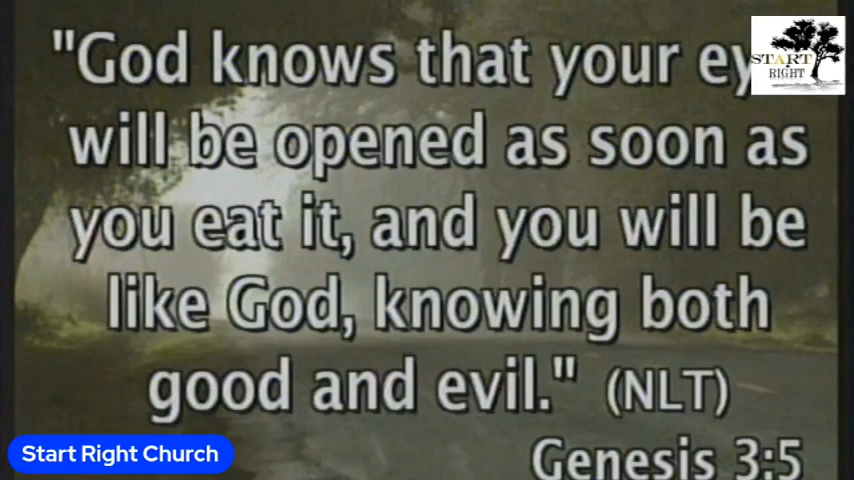 "God knows that your ey
will be opened as soon as
you eat it, and you will be
like God, knowing both
good and evil." (NLT)
Genesis 3:5
START
RIGHT
Start Right Church